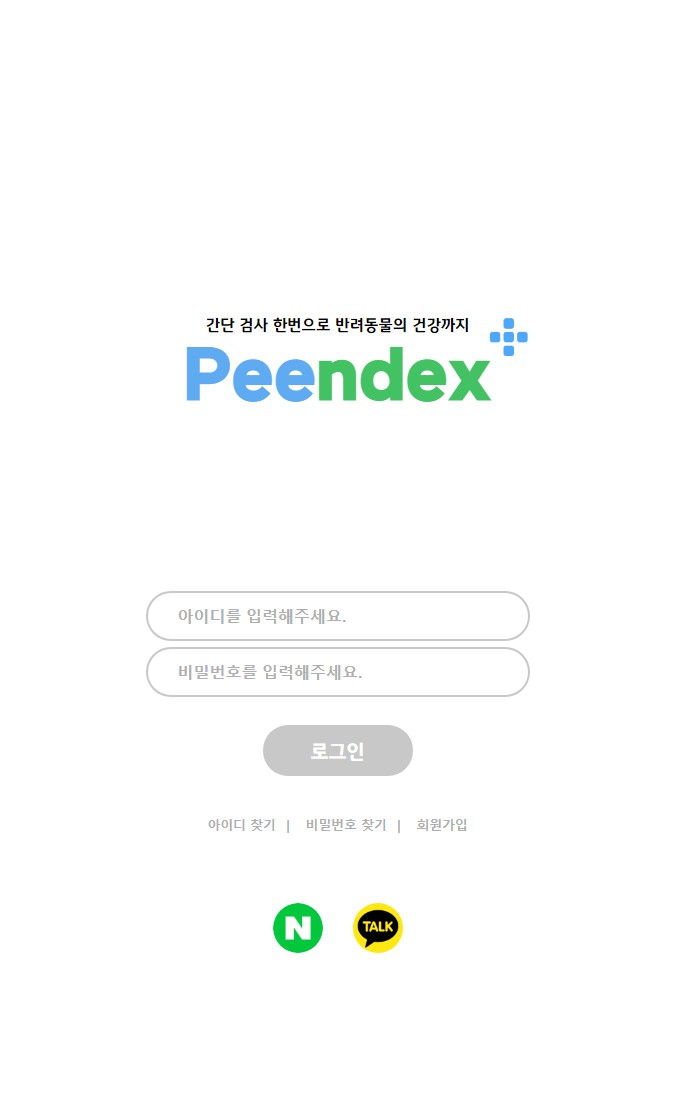 간단 검사 한번으로 반려동물의 건강까지
Peendex
아이디를 입력해주세요.
비밀번호를 입력해주세요.
로그인
아이디 찾기 | 비밀번호 찾기 | 회원가입
N TALK